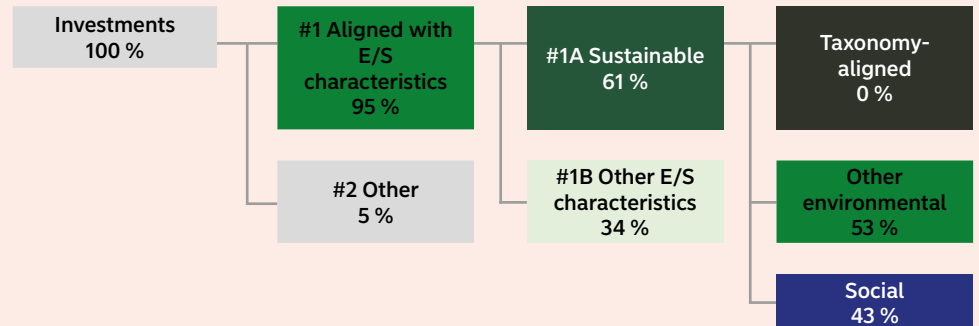 Investments
100 %
#1 Aligned with
E/S
characteristics
95 %
#1A Sustainable
61 %
Taxonomy-
aligned
0 %
#2 Other
5 %
#1B Other E/S
characteristics
34 %
Other
environmental
53 %
Social
43 %